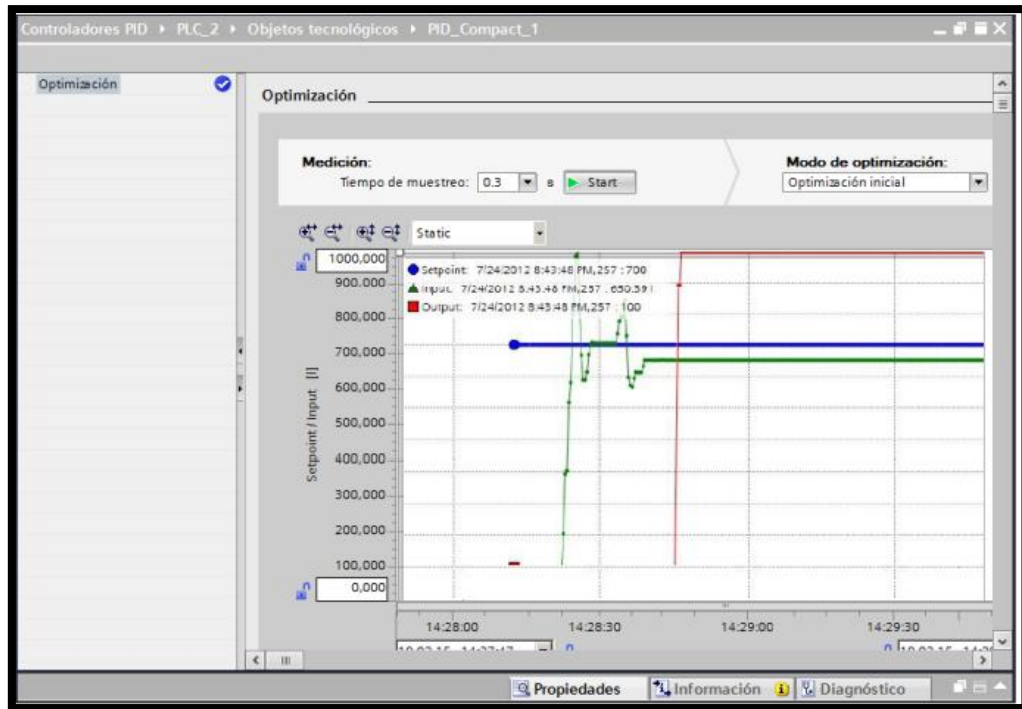 Controladores PID ▸ PLC_2 ▸ Objetos tecnológicos ▸ PID_Compact_1
Optimización
Optimización
Medición:
Tiempo de muestreo: 0.3 s Start
Modo de optimización:
Optimización inicial
Static
1000,000
900.000
800,000
700,000
600,000
500,000
400,000
300,000
200,000
100,000
0,000
Setpoint / Input [I]
Setpoint: 7/24/2012 8:43:48 PM,257 : 700
Input: 7/24/2012 8:43:48 PM,257 :
Output: 7/24/2012 8:43:48 PM,257 : 100
14:28:00 14:28:30 14:29:00 14:29:30
Propiedades Información Diagnóstico